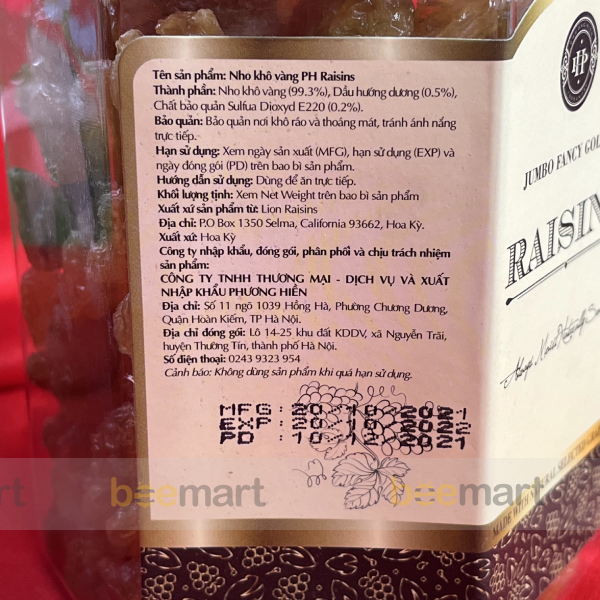 Tên sản phẩm: Nho khô vàng PH Raisins
Thành phần: Nho khô vàng (99.3%), Dầu hướng dương (0.5%),
Chất bảo quản Sulfua Dioxyd E220 (0.2%).
Bảo quản: Bảo quản nơi khô ráo và thoáng mát, tránh ánh nắng
trực tiếp.
Hạn sử dụng: Xem ngày sản xuất (MFG), hạn sử dụng (EXP) và
ngày đóng gói (PD) trên bao bì sản phẩm.
Hướng dẫn sử dụng: Dùng để ăn trực tiếp.
Khối lượng tịnh: Xem Net Weight trên bao bì sản phẩm
Xuất xứ sản phẩm từ: Lion Raisins
Địa chỉ: P.O Box 1350 Selma, California 93662, Hoa Kỳ.
Xuất xứ: Hoa Kỳ
Công ty nhập khẩu, đóng gói, phân phối và chịu trách nhiệm
sản phẩm:
CÔNG TY TNHH THƯƠNG MẠI - DỊCH VỤ VÀ XUẤT
NHẬP KHẨU PHƯƠNG HIỀN
Địa chỉ: Số 11 ngõ 1039 Hồng Hà, Phường Chương Dương,
Quận Hoàn Kiếm, TP Hà Nội.
Địa chỉ đóng gói: Lô 14-25 khu đất KDDV, xã Nguyễn Trãi,
huyện Thường Tín, thành phố Hà Nội.
Số điện thoại: 0243 9323 954
Cảnh báo: Không dùng sản phẩm khi quá hạn sử dụng.
MFG : 20 10 2021
EXP : 20 10
PD : 10 12 2021
JUMBO FANCY GOL
RAISIN
MADE WITH
beemart
beemart
art